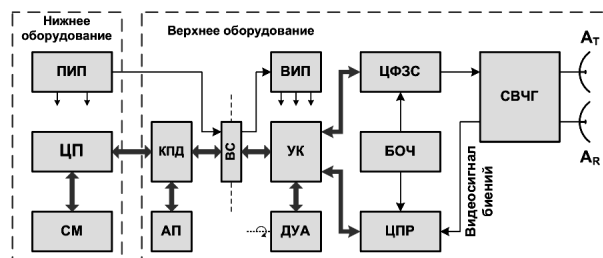 Нижнее
оборудование
Верхнее оборудование
ПИП
ВИП
ЦФЗС
СВЧГ
A_T
A_R
ЦП
КПД
ВС
УК
БОЧ
СМ
АП
ДУА
ЦПР
Видеосигнал
биений